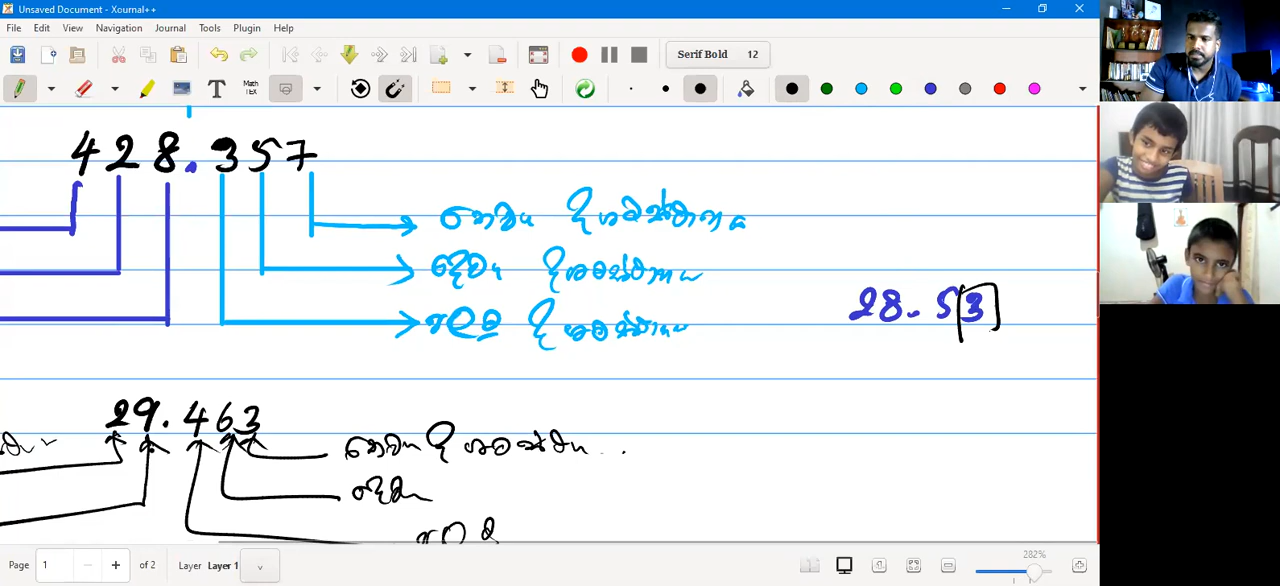 Unsaved Document - Xournal++
File Edit View Navigation Journal Tools Plugin Help
Serif Bold 12
Math TEX
428.357
තෙවන දශමස්ථානය
දෙවන දශමස්ථානය
පළමු දශමස්ථානය
28.53
29.463
තෙවන දශමස්ථාන...
දෙවන
පළමු
282%
Page 1 of 2 Layer Layer 1